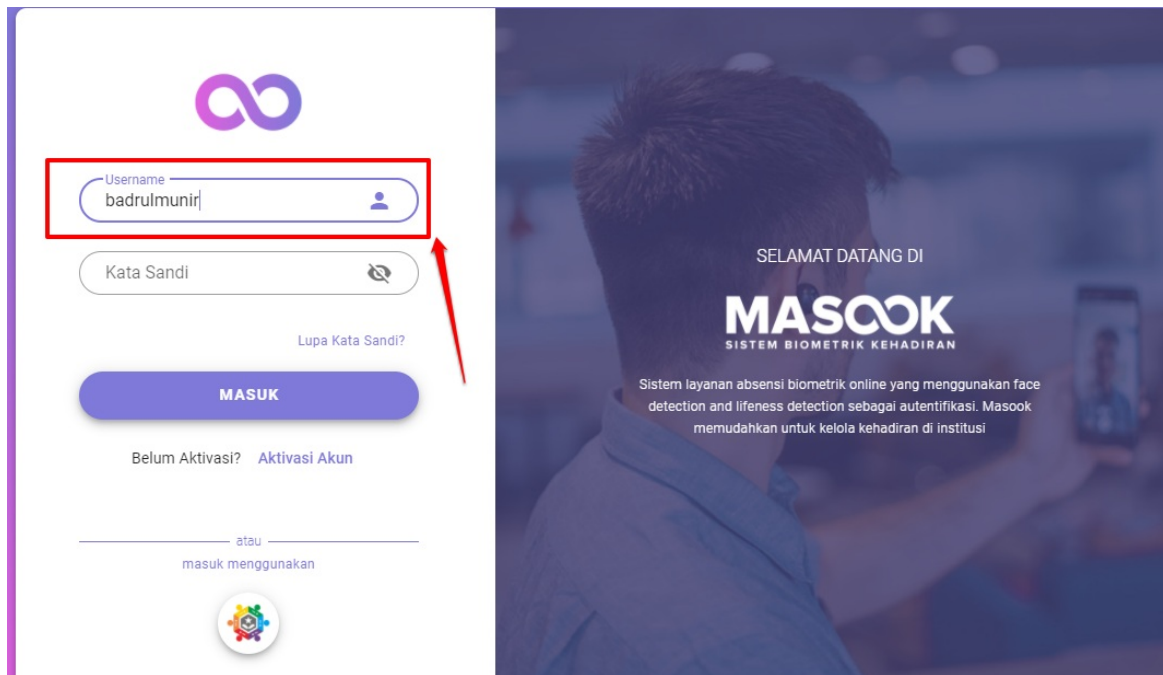 Username
badrulmunir
Kata Sandi
Lupa Kata Sandi?
MASUK
Belum Aktivasi? Aktivasi Akun
atau
masuk menggunakan
SELAMAT DATANG DI
MASOOK
SISTEM BIOMETRIK KEHADIRAN
Sistem layanan absensi biometrik online yang menggunakan face
detection and lifeness detection sebagai autentifikasi. Masook
memudahkan untuk kelola kehadiran di institusi